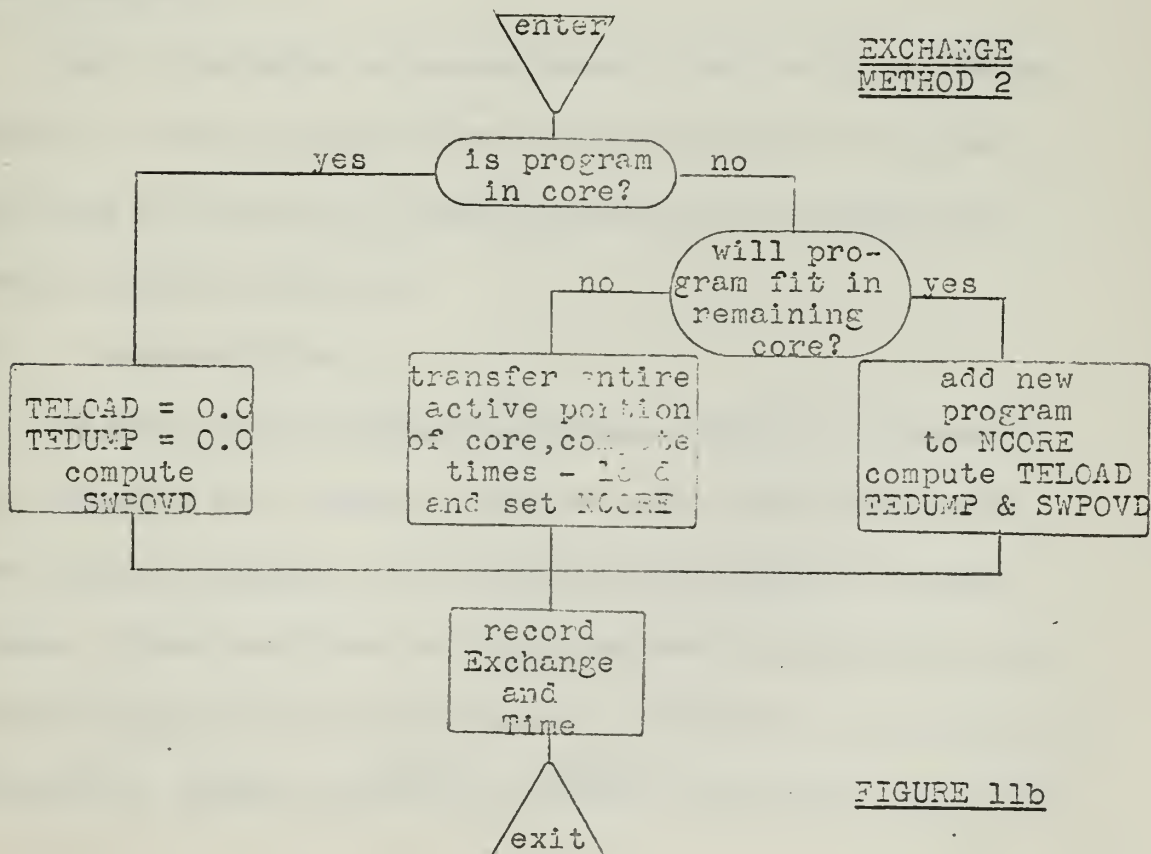 enter
EXCHANGE
METHOD 2
yes
is program
in core?
no
will pro-
gram fit in
remaining
core?
no
yes
TELOAD = 0.0
TEDUMP = 0.0
compute
SWPOVD
transfer entire
active portion
of core, compute
times - load
and set NCORE
add new
program
to NCORE
compute TELOAD
TEDUMP & SWPOVD
record
Exchange
and
Time
exit
FIGURE 11b